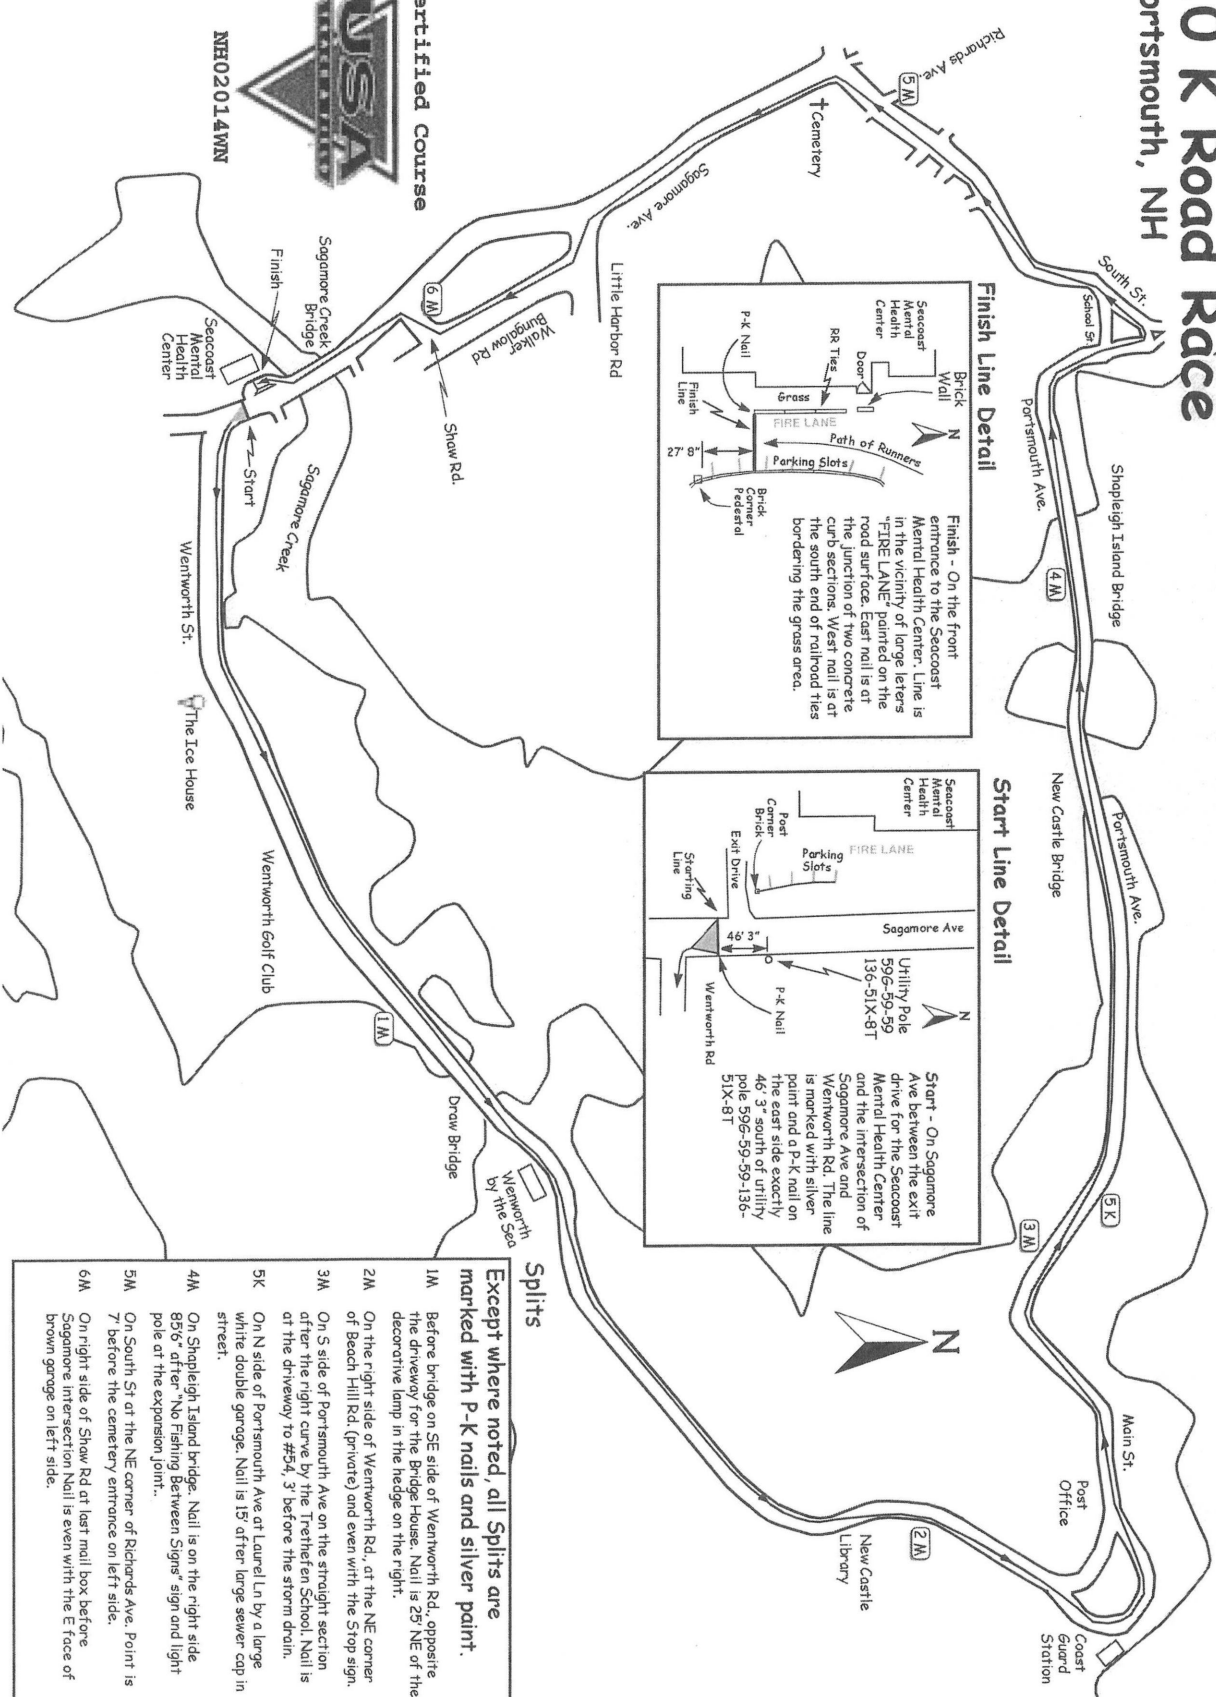 0 K Road Race
ortsmouth, NH
ertified Course
USA
TRACK & FIELD
NH02014WN
Richards Ave.
5 M
Cemetery
Sagamore Ave.
South St.
School St.
Portsmouth Ave.
Shapleigh Island Bridge
4 M
New Castle Bridge
Portsmouth Ave.
5 K
3 M
Main St.
Post
Office
Coast
Guard
Station
2 M
New Castle
Library
Wenworth
by the Sea
Draw Bridge
1 M
Wentworth Golf Club
The Ice House
Wentworth St.
Sagamore Creek
Start
Shaw Rd.
Little Harbor Rd
Walker
Bungalow Rd
6 M
Sagamore Creek
Bridge
Finish
Seacoast
Mental
Health
Center
N
Finish Line Detail
Seacoast
Mental
Health
Center
Brick
Wall
Door
RR Ties
P-K Nail
Grass
FIRE LANE
Finish
Line
N
Path of Runners
Parking Slots
27' 8"
Brick
Corner
Pedestal
Finish - On the front
entrance to the Seacoast
Mental Health Center. Line is
in the vicinity of large leters
"FIRE LANE" painted on the
road surface. East nail is at
the junction of two concrete
curb sections. West nail is at
the south end of railroad ties
bordering the grass area.
Start Line Detail
Seacoast
Mental
Health
Center
FIRE LANE
Post
Corner
Brick
Parking
Slots
Exit Drive
Starting
Line
Sagamore Ave
46' 3"
Utility Pole
59G-59-59
136-51X-8T
N
P-K Nail
Wentworth Rd
Start - On Sagamore
Ave between the exit
drive for the Seacoast
Mental Health Center
and the intersection of
Sagamore Ave and
Wentworth Rd. The line
is marked with silver
paint and a P-K nail on
the east side exactly
46' 3" south of utility
pole 59G-59-59-136-
51X-8T
Splits
Except where noted, all Splits are
marked with P-K nails and silver paint.
1M Before bridge on SE side of Wentworth Rd., opposite
the driveway for the Bridge House. Nail is 25' NE of the
decorative lamp in the hedge on the right.
2M On the right side of Wentworth Rd., at the NE corner
of Beach Hill Rd. (private) and even with the Stop sign.
3M On S side of Portsmouth Ave on the straight section
after the right curve by the Trethefen School. Nail is
at the driveway to #54, 3' before the storm drain.
5K On N side of Portsmouth Ave at Laurel Ln by a large
white double garage. Nail is 15' after large sewer cap in
street.
4M On Shapleigh Island bridge. Nail is on the right side
85'6" after "No Fishing Between Signs" sign and light
pole at the expansion joint..
5M On South St at the NE corner of Richards Ave. Point is
7' before the cemetery entrance on left side.
6M On right side of Shaw Rd at last mail box before
Sagamore intersection Nail is even with the E face of
brown garage on left side.